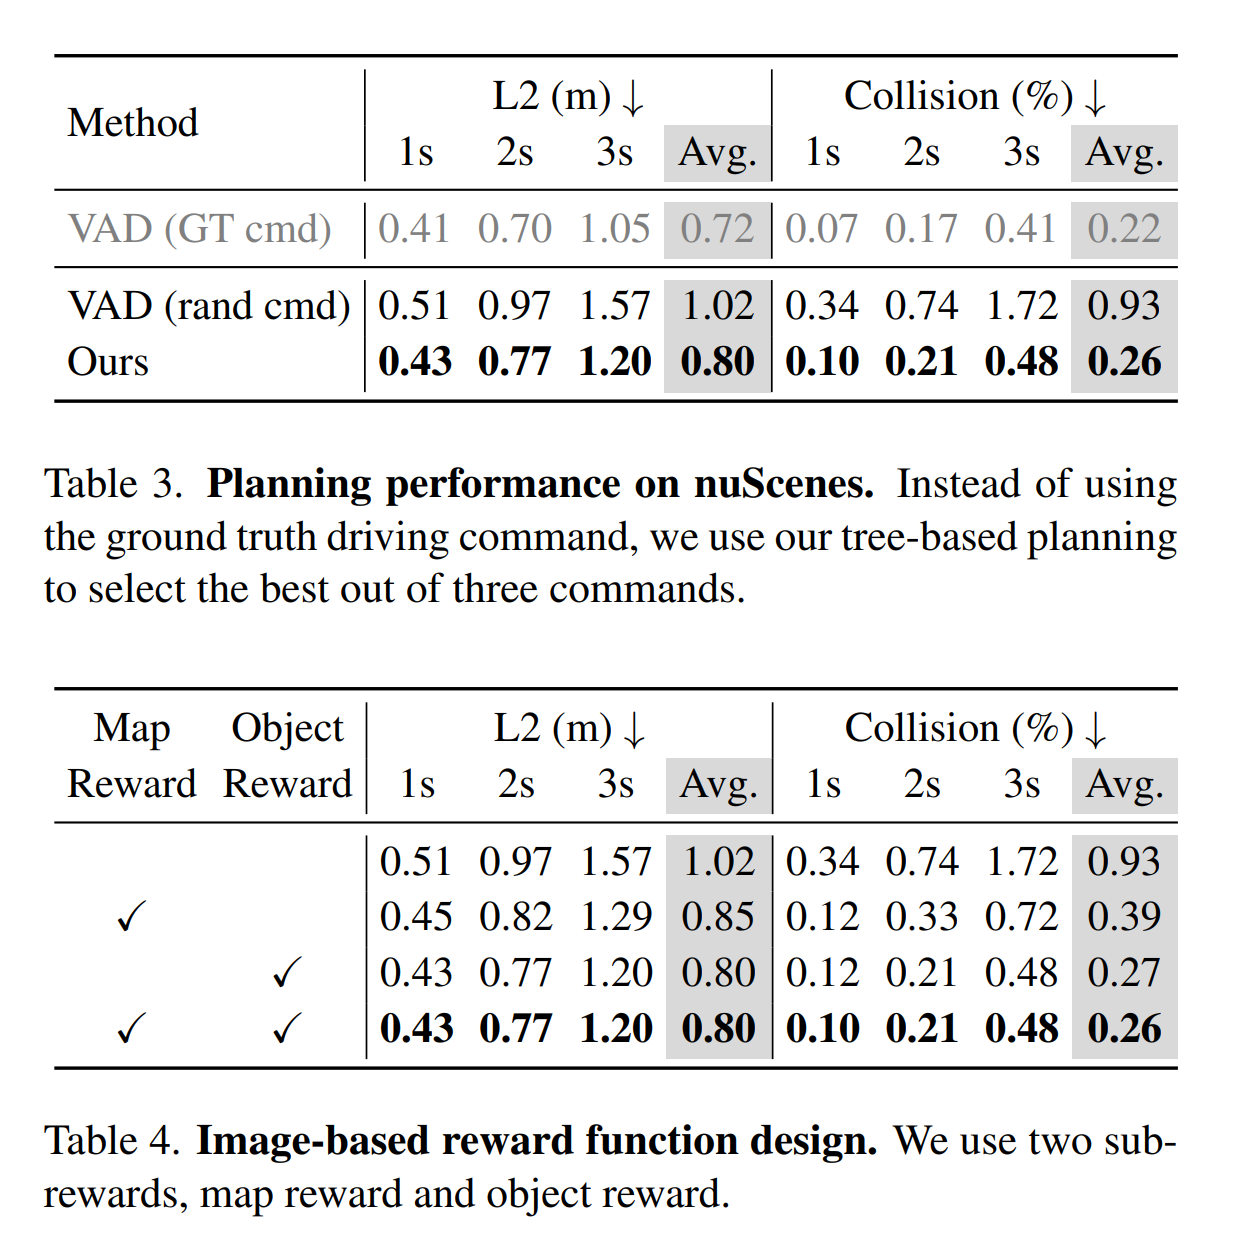 Method L2 (m) ↓ Collision (%) ↓
1s 2s 3s Avg. 1s 2s 3s Avg.
VAD (GT cmd) 0.41 0.70 1.05 0.72 0.07 0.17 0.41 0.22
VAD (rand cmd) 0.51 0.97 1.57 1.02 0.34 0.74 1.72 0.93
Ours 0.43 0.77 1.20 0.80 0.10 0.21 0.48 0.26
Table 3. Planning performance on nuScenes. Instead of using
the ground truth driving command, we use our tree-based planning
to select the best out of three commands.
Map Object L2 (m) ↓ Collision (%) ↓
Reward Reward 1s 2s 3s Avg. 1s 2s 3s Avg.
0.51 0.97 1.57 1.02 0.34 0.74 1.72 0.93
✓ 0.45 0.82 1.29 0.85 0.12 0.33 0.72 0.39
✓ 0.43 0.77 1.20 0.80 0.12 0.21 0.48 0.27
✓ ✓ 0.43 0.77 1.20 0.80 0.10 0.21 0.48 0.26
Table 4. Image-based reward function design. We use two sub-
rewards, map reward and object reward.